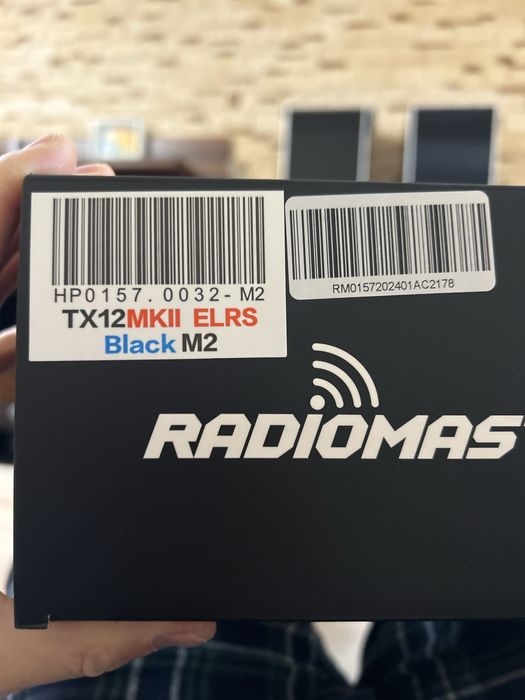 HP0157.0032-M2
TX12MKII ELRS
Black M2
RM0157202401AC2178
RADIOMAS